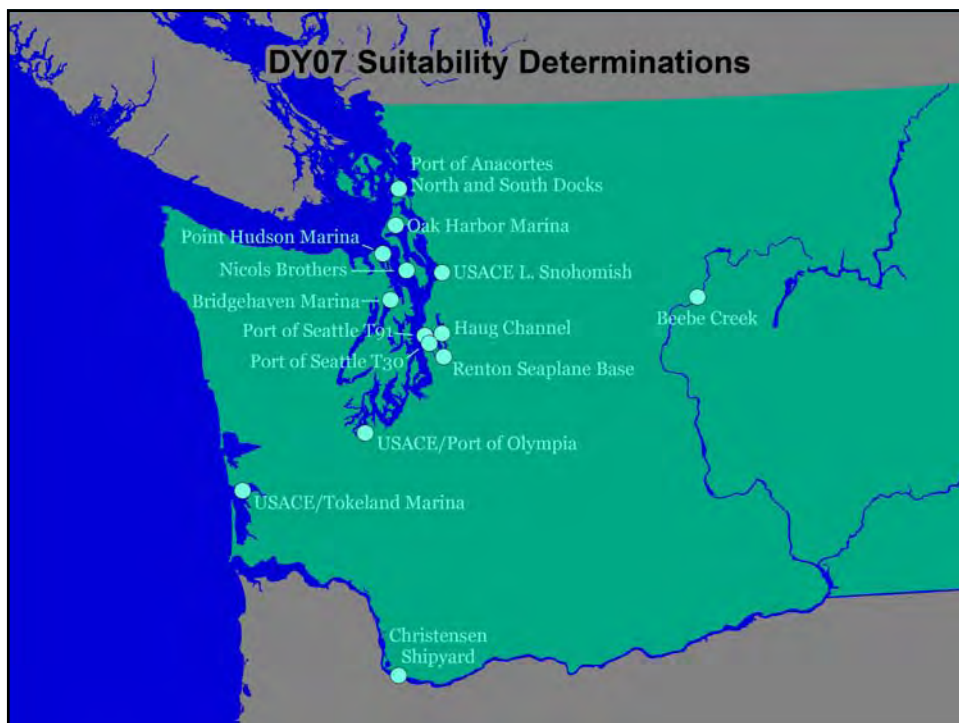 DY07 Suitability Determinations
Port of Anacortes
North and South Docks
Oak Harbor Marina
Point Hudson Marina
Nicols Brothers
USACE L. Snohomish
Bridgehaven Marina
Beebe Creek
Port of Seattle T91
Haug Channel
Port of Seattle T30
Renton Seaplane Base
USACE/Port of Olympia
USACE/Tokeland Marina
Christensen
Shipyard